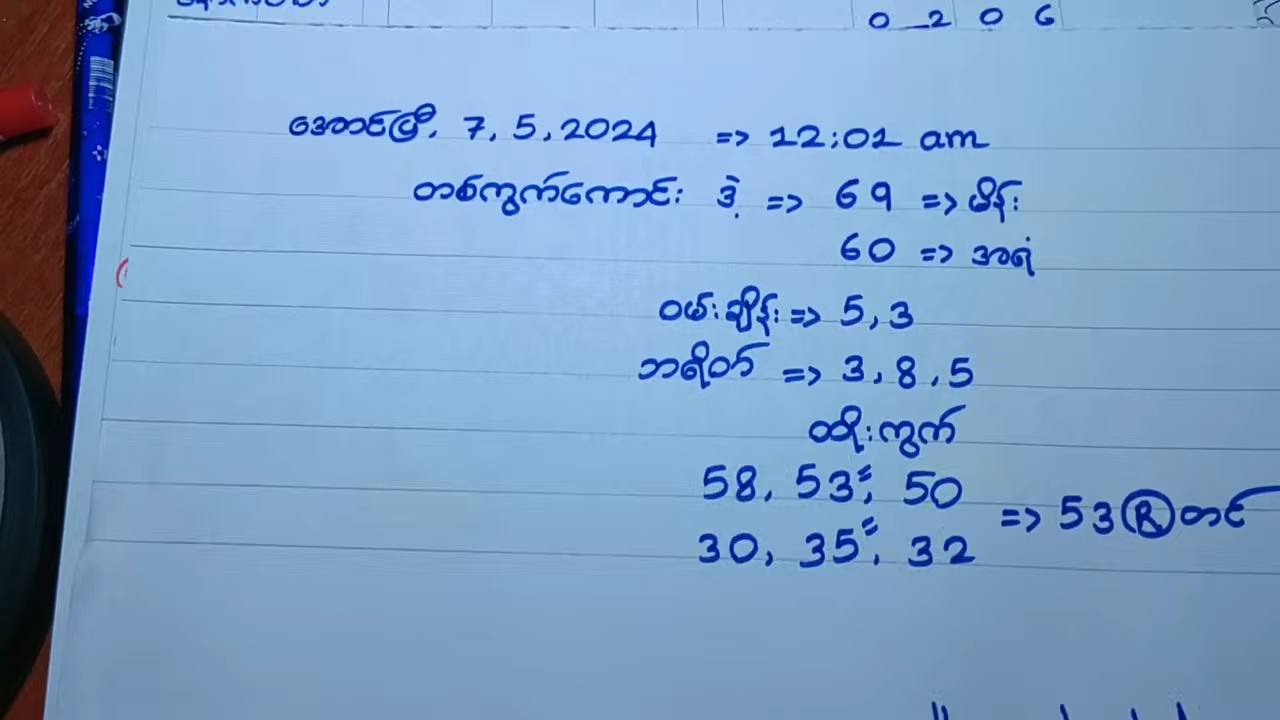 0 2 0 6
အောင်ပြီ, 7, 5, 2024 => 12:01 am
တစ်ကွက်ကောင်း ဒဲ့ => 69 => မိန်း
60 => အရံ
ဝမ်းချိန်း => 5, 3
ဘရိတ် => 3, 8, 5
ထိုးကွက်
58, 53", 50
30, 35", 32 => 53 Ⓡ တင်